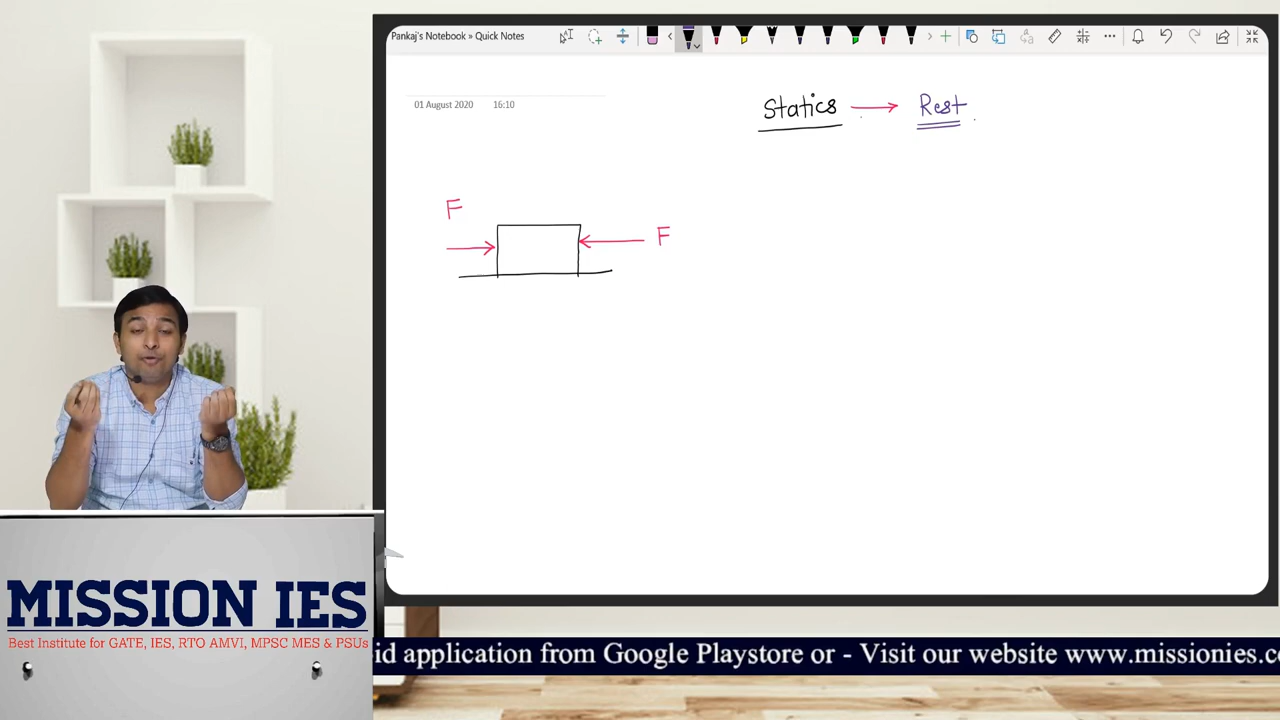 Pankaj's Notebook » Quick Notes
01 August 2020 16:10
Statics → Rest
F
F
MISSION IES
Best Institute for GATE, IES, RTO AMVI, MPSC MES & PSUs
id application from Google Playstore or - Visit our website www.missionies.c